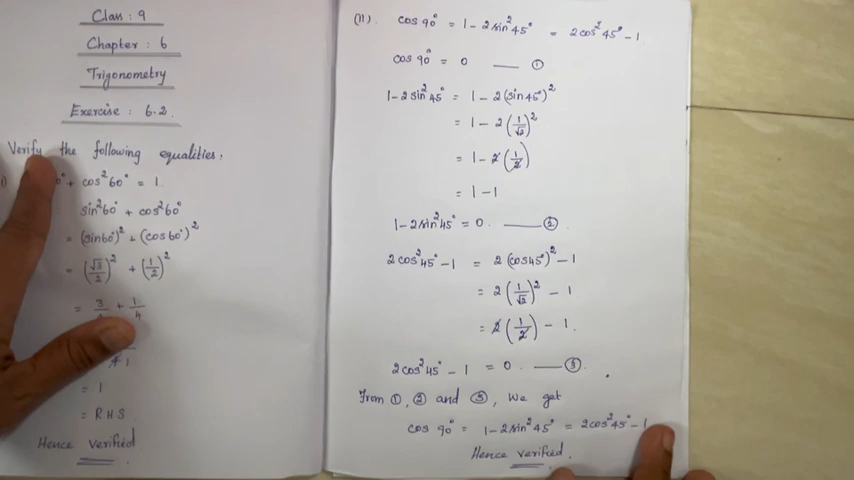 Class : 9
Chapter : 6
Trigonometry
Exercise : 6.2
Verify the following equalities:
i) + cos²60° = 1.
sin²60° + cos²60°
= (sin60°)² + (cos60°)²
= (√3/2)² + (1/2)²
= 3/ + 1/4
= 1
= RHS
Hence verified
(ii). cos 90° = 1 - 2sin²45° = 2cos²45° - 1
cos 90° = 0 —— ①
1 - 2sin²45° = 1 - 2(sin45°)²
= 1 - 2(1/√2)²
= 1 - 2(1/2)
= 1 - 1
1 - 2sin²45° = 0. —— ②
2cos²45° - 1 = 2(cos45°)² - 1
= 2(1/√2)² - 1
= 2(1/2) - 1.
2cos²45° - 1 = 0. —— ③.
From ①, ② and ③, We get
cos 90° = 1 - 2sin²45° = 2cos²45° - 1
Hence verified.